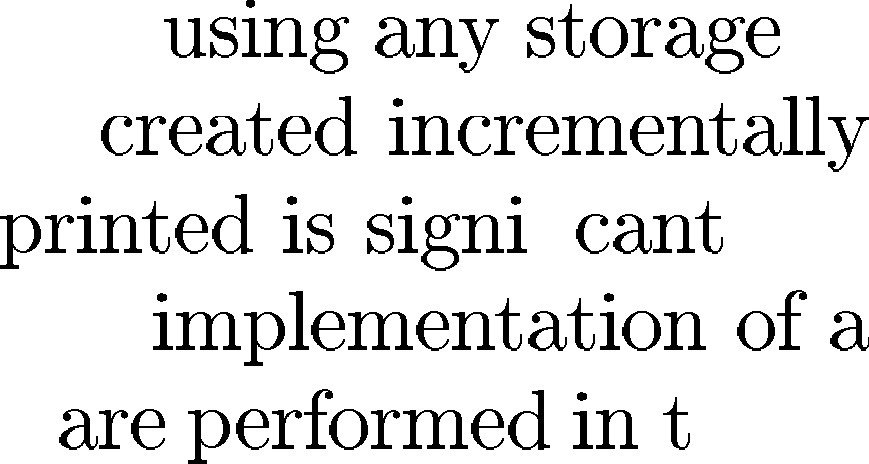 using any storage
created incrementally
printed is signi cant
implementation of a
are performed in t